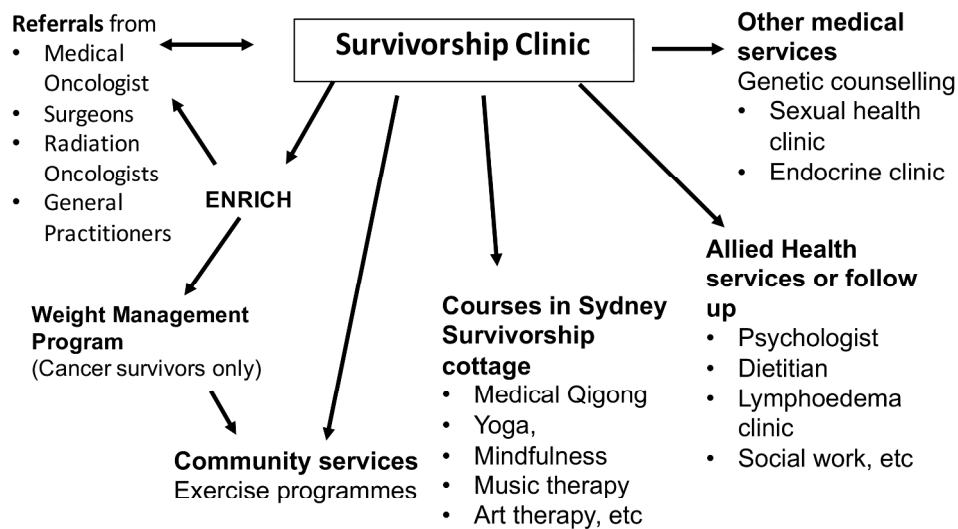 Survivorship Clinic
Referrals from
• Medical
Oncologist
• Surgeons
• Radiation
Oncologists
• General
Practitioners
ENRICH
Weight Management
Program
(Cancer survivors only)
Community services
Exercise programmes
Courses in Sydney
Survivorship
cottage
• Medical Qigong
• Yoga,
• Mindfulness
• Music therapy
• Art therapy, etc
Other medical
services
Genetic counselling
• Sexual health
clinic
• Endocrine clinic
Allied Health
services or follow
up
• Psychologist
• Dietitian
• Lymphoedema
clinic
• Social work, etc